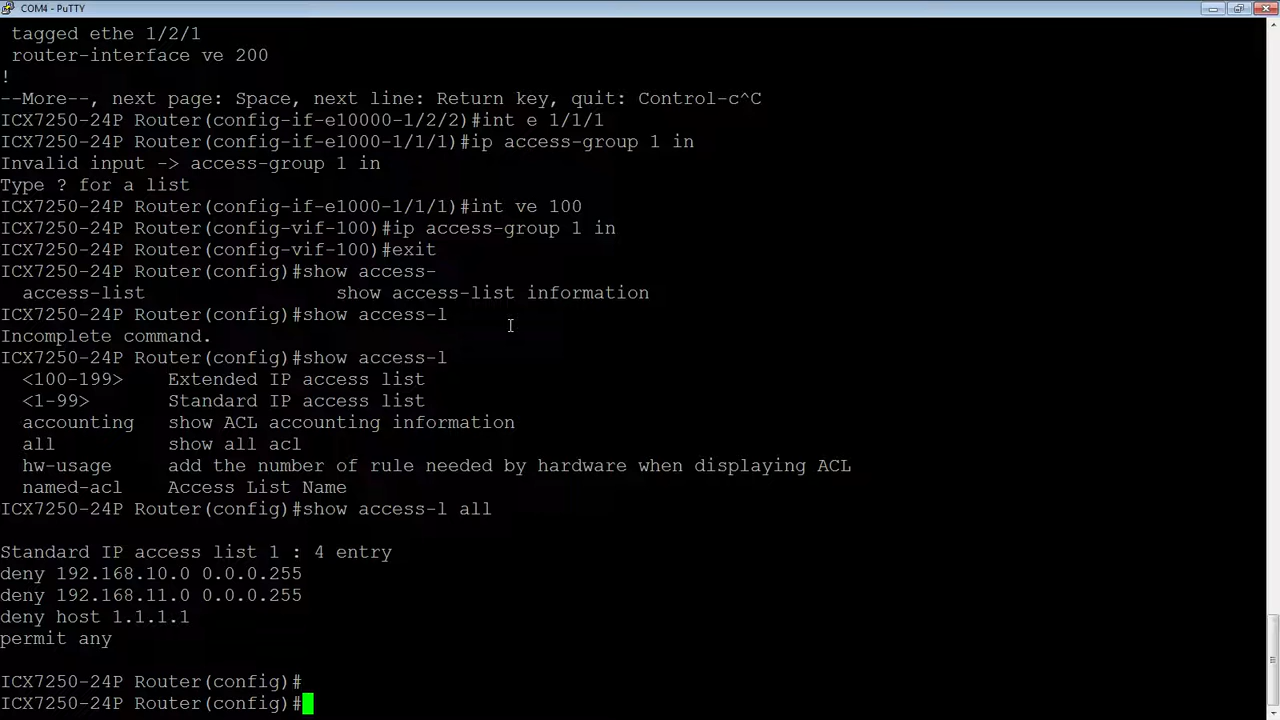 COM4 - PuTTY
tagged ethe 1/2/1
router-interface ve 200
!
--More--, next page: Space, next line: Return key, quit: Control-c^C
ICX7250-24P Router(config-if-e10000-1/2/2)#int e 1/1/1
ICX7250-24P Router(config-if-e1000-1/1/1)#ip access-group 1 in
Invalid input -> access-group 1 in
Type ? for a list
ICX7250-24P Router(config-if-e1000-1/1/1)#int ve 100
ICX7250-24P Router(config-vif-100)#ip access-group 1 in
ICX7250-24P Router(config-vif-100)#exit
ICX7250-24P Router(config)#show access-
access-list                 show access-list information
ICX7250-24P Router(config)#show access-l
Incomplete command.
ICX7250-24P Router(config)#show access-l
<100-199>    Extended IP access list
<1-99>       Standard IP access list
accounting   show ACL accounting information
all          show all acl
hw-usage     add the number of rule needed by hardware when displaying ACL
named-acl    Access List Name
ICX7250-24P Router(config)#show access-l all
Standard IP access list 1 : 4 entry
deny 192.168.10.0 0.0.0.255
deny 192.168.11.0 0.0.0.255
deny host 1.1.1.1
permit any
ICX7250-24P Router(config)#
ICX7250-24P Router(config)#